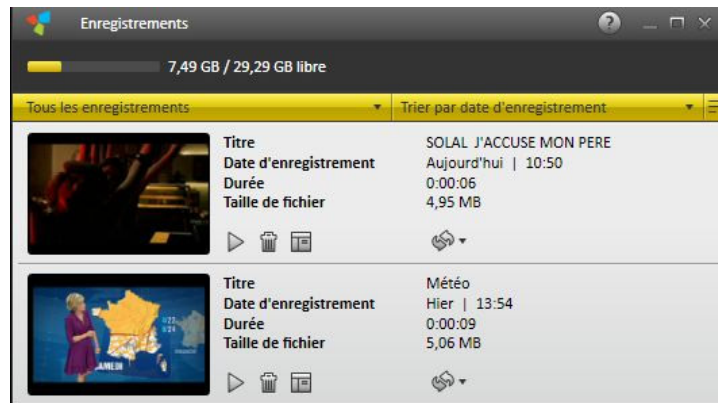 Enregistrements
7,49 GB / 29,29 GB libre
Tous les enregistrements Trier par date d'enregistrement
Titre SOLAL J'ACCUSE MON PERE
Date d'enregistrement Aujourd'hui | 10:50
Durée 0:00:06
Taille de fichier 4,95 MB
Titre Météo
Date d'enregistrement Hier | 13:54
Durée 0:00:09
Taille de fichier 5,06 MB